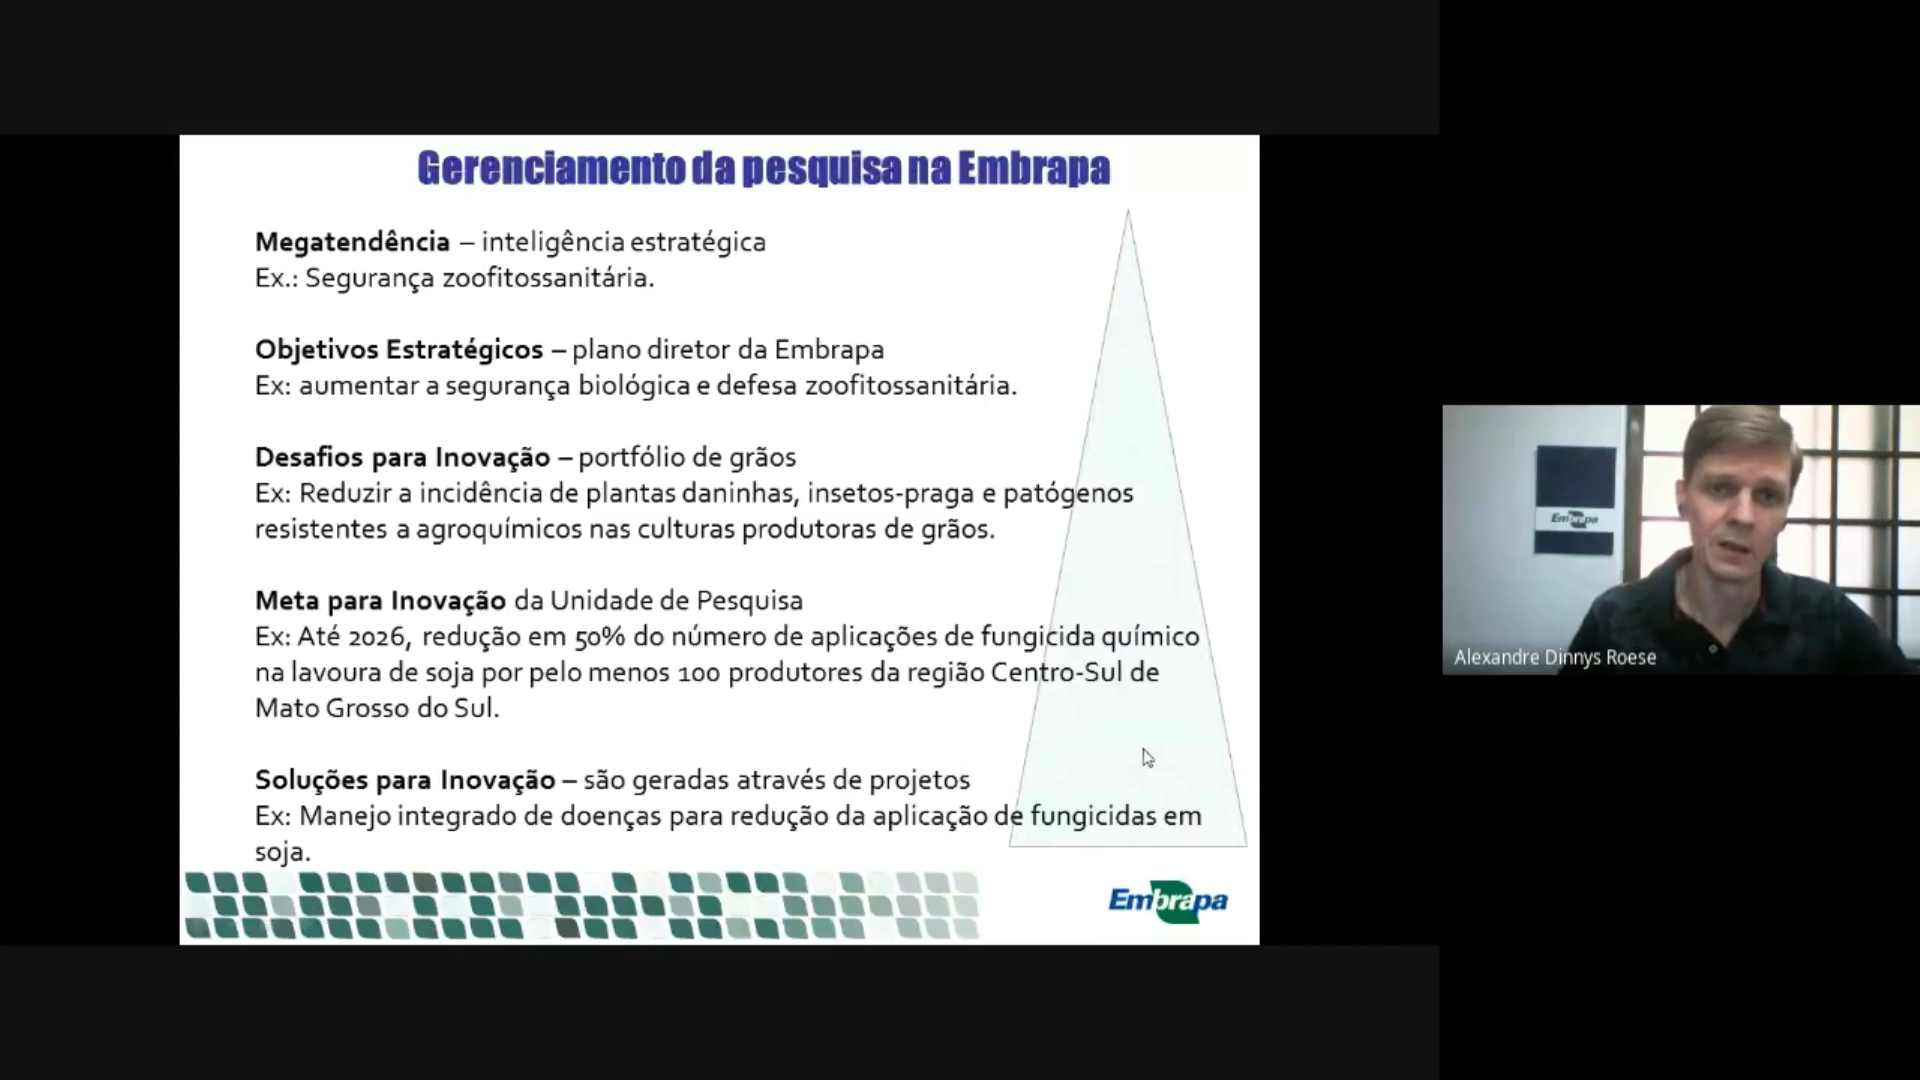 Gerenciamento da pesquisa na Embrapa
Megatendência – inteligência estratégica
Ex.: Segurança zoofitossanitária.
Objetivos Estratégicos – plano diretor da Embrapa
Ex: aumentar a segurança biológica e defesa zoofitossanitária.
Desafios para Inovação – portfólio de grãos
Ex: Reduzir a incidência de plantas daninhas, insetos-praga e patógenos
resistentes a agroquímicos nas culturas produtoras de grãos.
Meta para Inovação da Unidade de Pesquisa
Ex: Até 2026, redução em 50% do número de aplicações de fungicida químico
na lavoura de soja por pelo menos 100 produtores da região Centro-Sul de
Mato Grosso do Sul.
Soluções para Inovação – são geradas através de projetos
Ex: Manejo integrado de doenças para redução da aplicação de fungicidas em
soja.
Embrapa
Embrapa
Alexandre Dinnys Roese